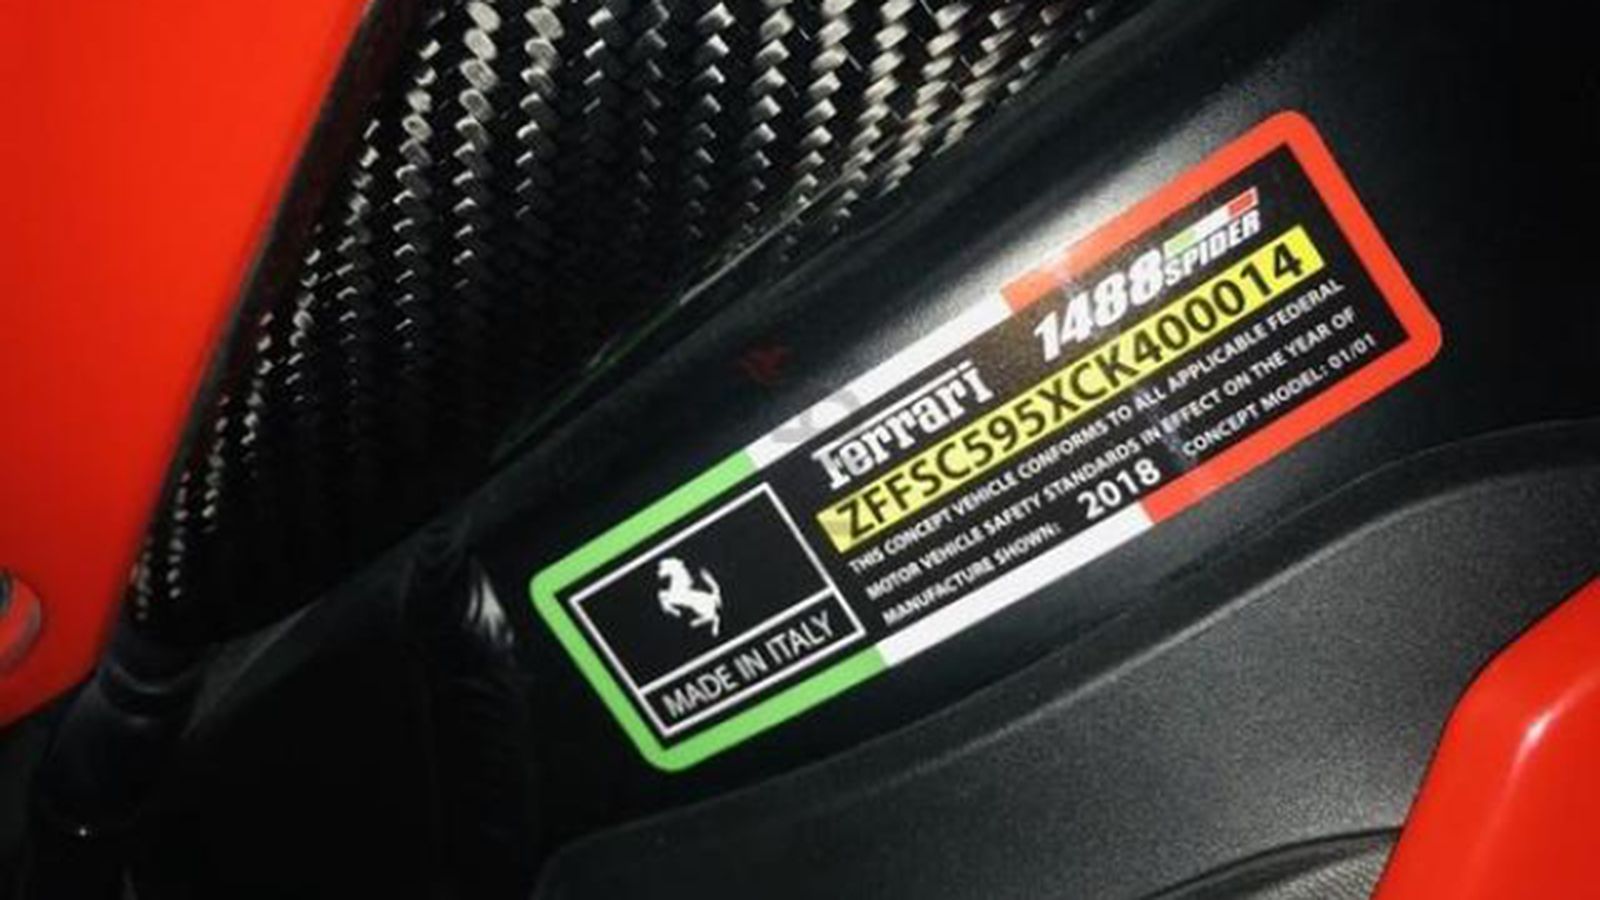 Ferrari 1488 SPIDER
ZFFSC595XCK400014
THIS CONCEPT VEHICLE CONFORMS TO ALL APPLICABLE FEDERAL
MOTOR VEHICLE SAFETY STANDARDS IN EFFECT ON THE YEAR OF
MANUFACTURE SHOWN: 2018 CONCEPT MODEL: 01/01
MADE IN ITALY